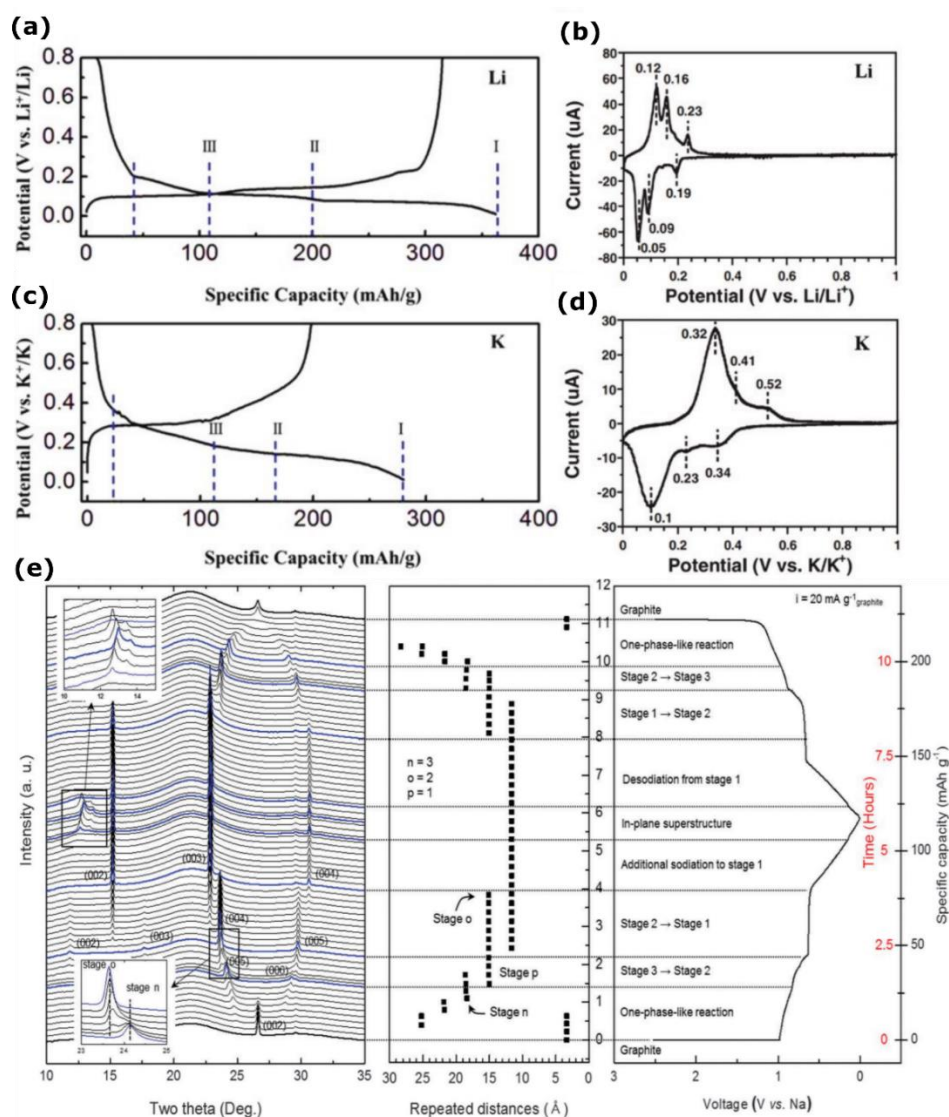 (a)
0.8
0.6
0.4
0.2
0.0
Potential (V vs. Li⁺/Li)
Li
III
II
I
0
100
200
300
400
Specific Capacity (mAh/g)
(b)
80
60
40
20
0
-20
-40
-60
-80
Current (uA)
0.12
0.16
0.23
Li
0.19
0.09
0.05
0
0.2
0.4
0.6
0.8
1
Potential (V vs. Li/Li⁺)
(c)
0.8
0.6
0.4
0.2
0.0
Potential (V vs. K⁺/K)
K
III
II
I
0
100
200
300
400
Specific Capacity (mAh/g)
(d)
30
20
10
0
-10
-20
-30
Current (uA)
0.32
0.41
0.52
K
0.23
0.34
0.1
0
0.2
0.4
0.6
0.8
1
Potential (V vs. K/K⁺)
(e)
Intensity (a. u.)
10
12
14
(002)
(003)
(004)
(002)
(003)
(004)
(005)
(005)
(006)
(002)
stage o
stage n
23
24
25
10
15
20
25
30
35
Two theta (Deg.)
n = 3
o = 2
p = 1
Stage o
Stage p
Stage n
30
25
20
15
10
5
0
Repeated distances (Å)
12
11
10
9
8
7
6
5
4
3
2
1
0
i = 20 mA g⁻¹graphite
Graphite
One-phase-like reaction
Stage 2 → Stage 3
Stage 1 → Stage 2
Desodiation from stage 1
In-plane superstructure
Additional sodiation to stage 1
Stage 2 → Stage 1
Stage 3 → Stage 2
One-phase-like reaction
Graphite
3
2
1
0
Voltage (V vs. Na)
10
7.5
5
2.5
0
Time (Hours)
200
150
100
50
0
Specific capacity (mAh g⁻¹)